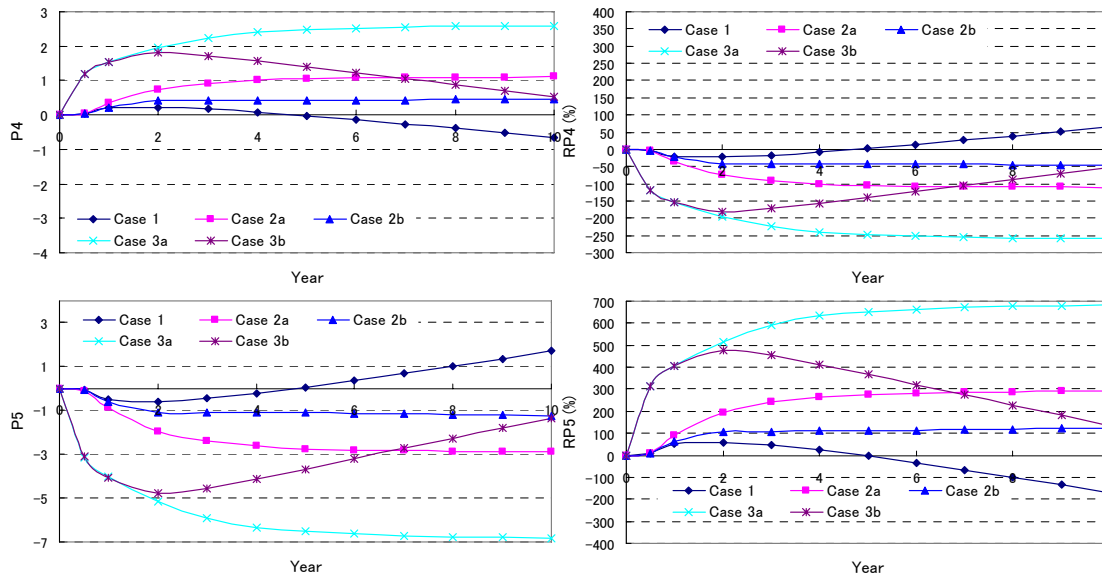 4
3
2
1
0
-1
-2
-3
-4
P4
0 2 4 6 8 10
Case 1 Case 2a Case 2b
Case 3a Case 3b
Year
400
350
300
250
200
150
100
50
0
-50
-100
-150
-200
-250
-300
RP4 (%)
Case 1 Case 2a Case 2b
Case 3a Case 3b
0 2 4 6 8
Year
3
1
-1
-3
-5
-7
P5
Case 1 Case 2a Case 2b
Case 3a Case 3b
0 2 4 6 8 10
Year
700
600
500
400
300
200
100
0
-100
-200
-300
-400
RP5 (%)
0 2 4 6 8
Case 1 Case 2a Case 2b
Case 3a Case 3b
Year